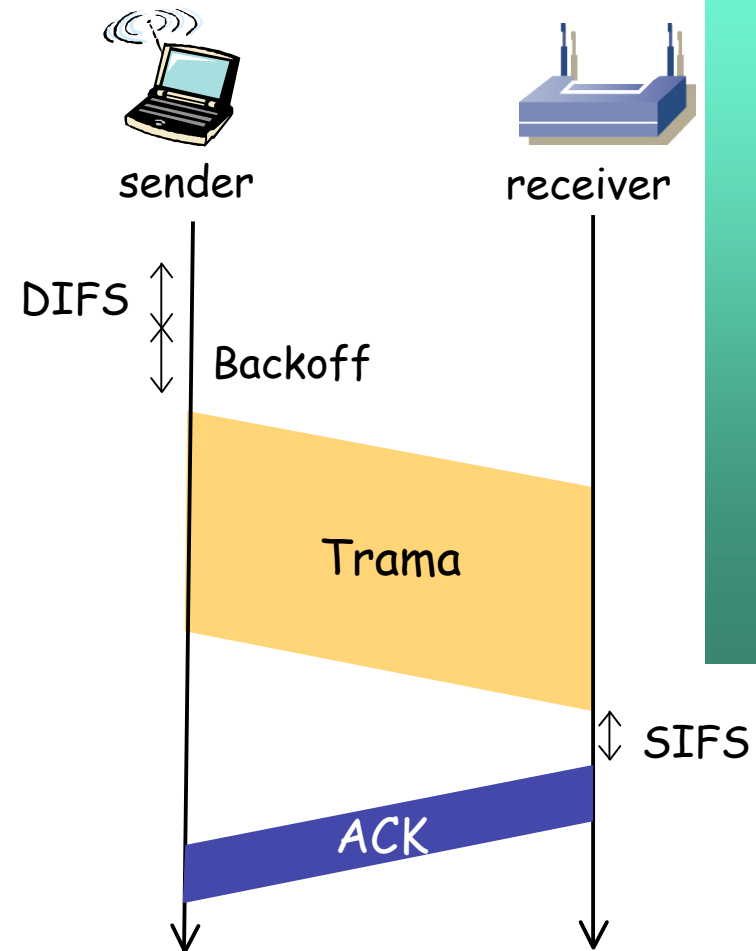 sender
receiver
DIFS
Backoff
Trama
SIFS
ACK